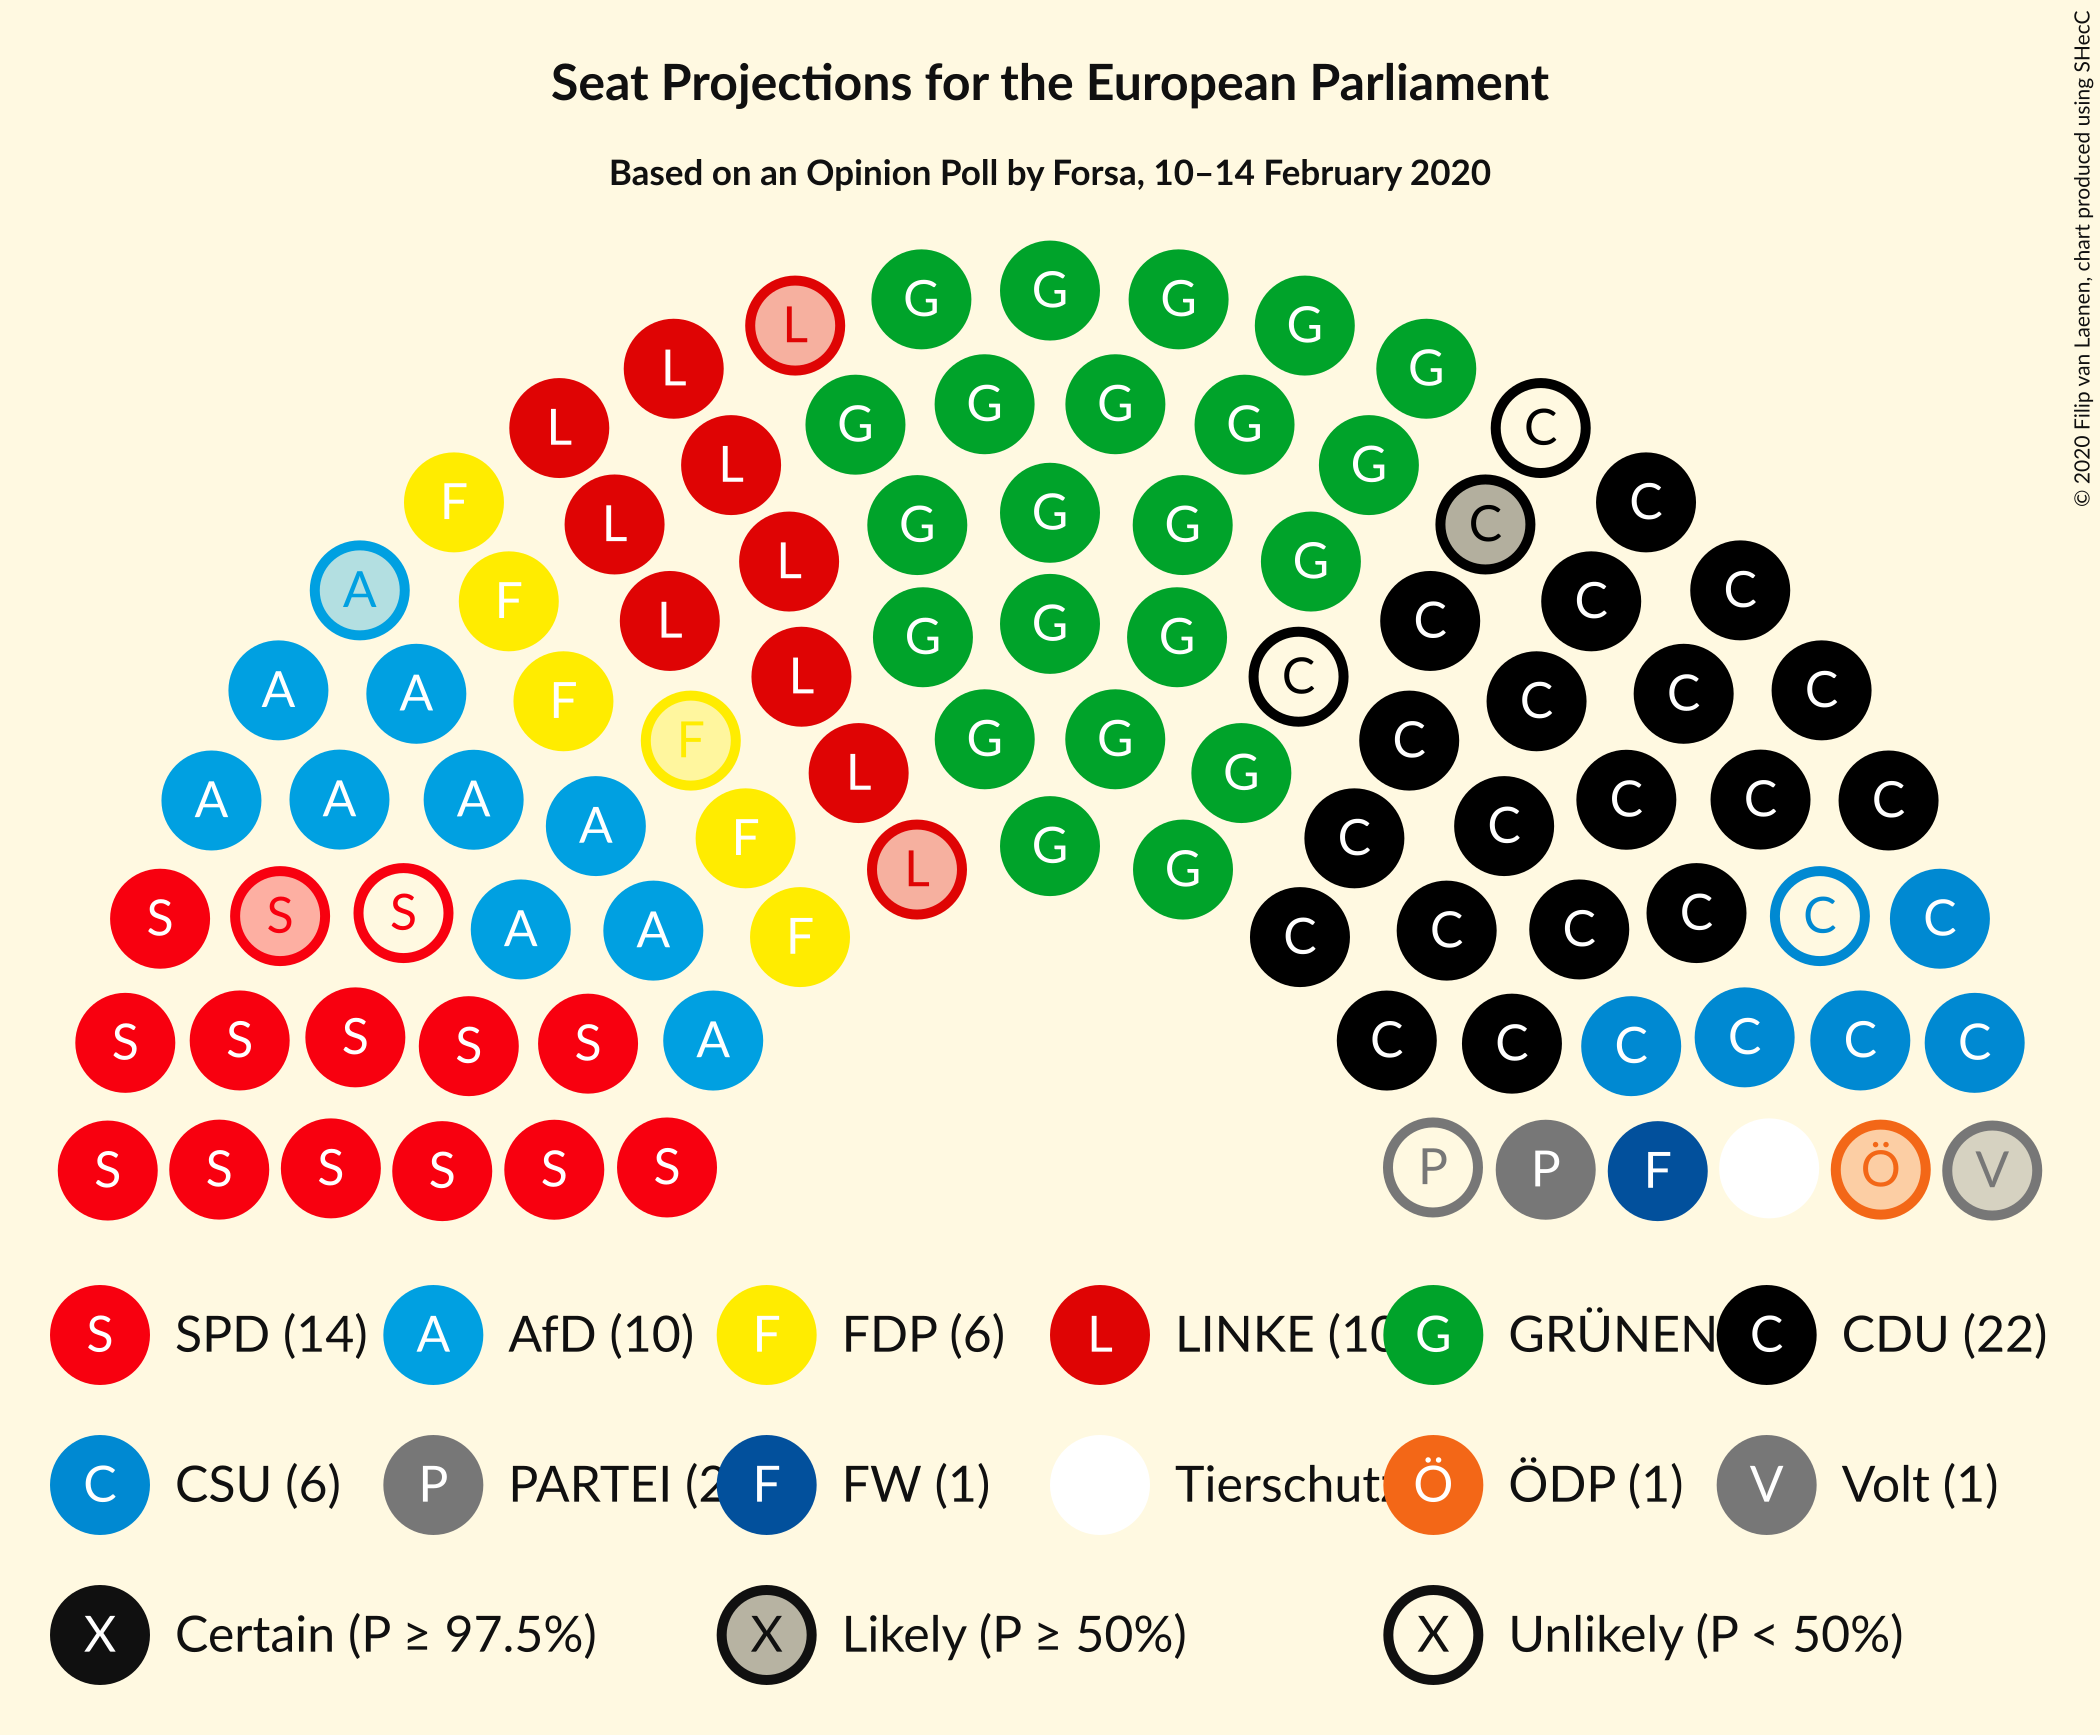 Seat Projections for the European Parliament
Based on an Opinion Poll by Forsa, 10–14 February 2020
© 2020 Filip van Laenen, chart produced using SHecC
G G G G G
L L L G G G G G C C
L L L L G G G G C C C
F A F L L G G G C C C C
A A F F L G G G C C C C C
A A A A F L G G C C C C C
S S S A A F C C C C C C
S S S S S A C C C C C C
S S S S S S P P F Ö V
S SPD (14) A AfD (10) F FDP (6) L LINKE (10 G GRÜNEN C CDU (22)
C CSU (6) P PARTEI (2 F FW (1) Tierschutz Ö ÖDP (1) V Volt (1)
X Certain (P ≥ 97.5%) X Likely (P ≥ 50%) X Unlikely (P < 50%)